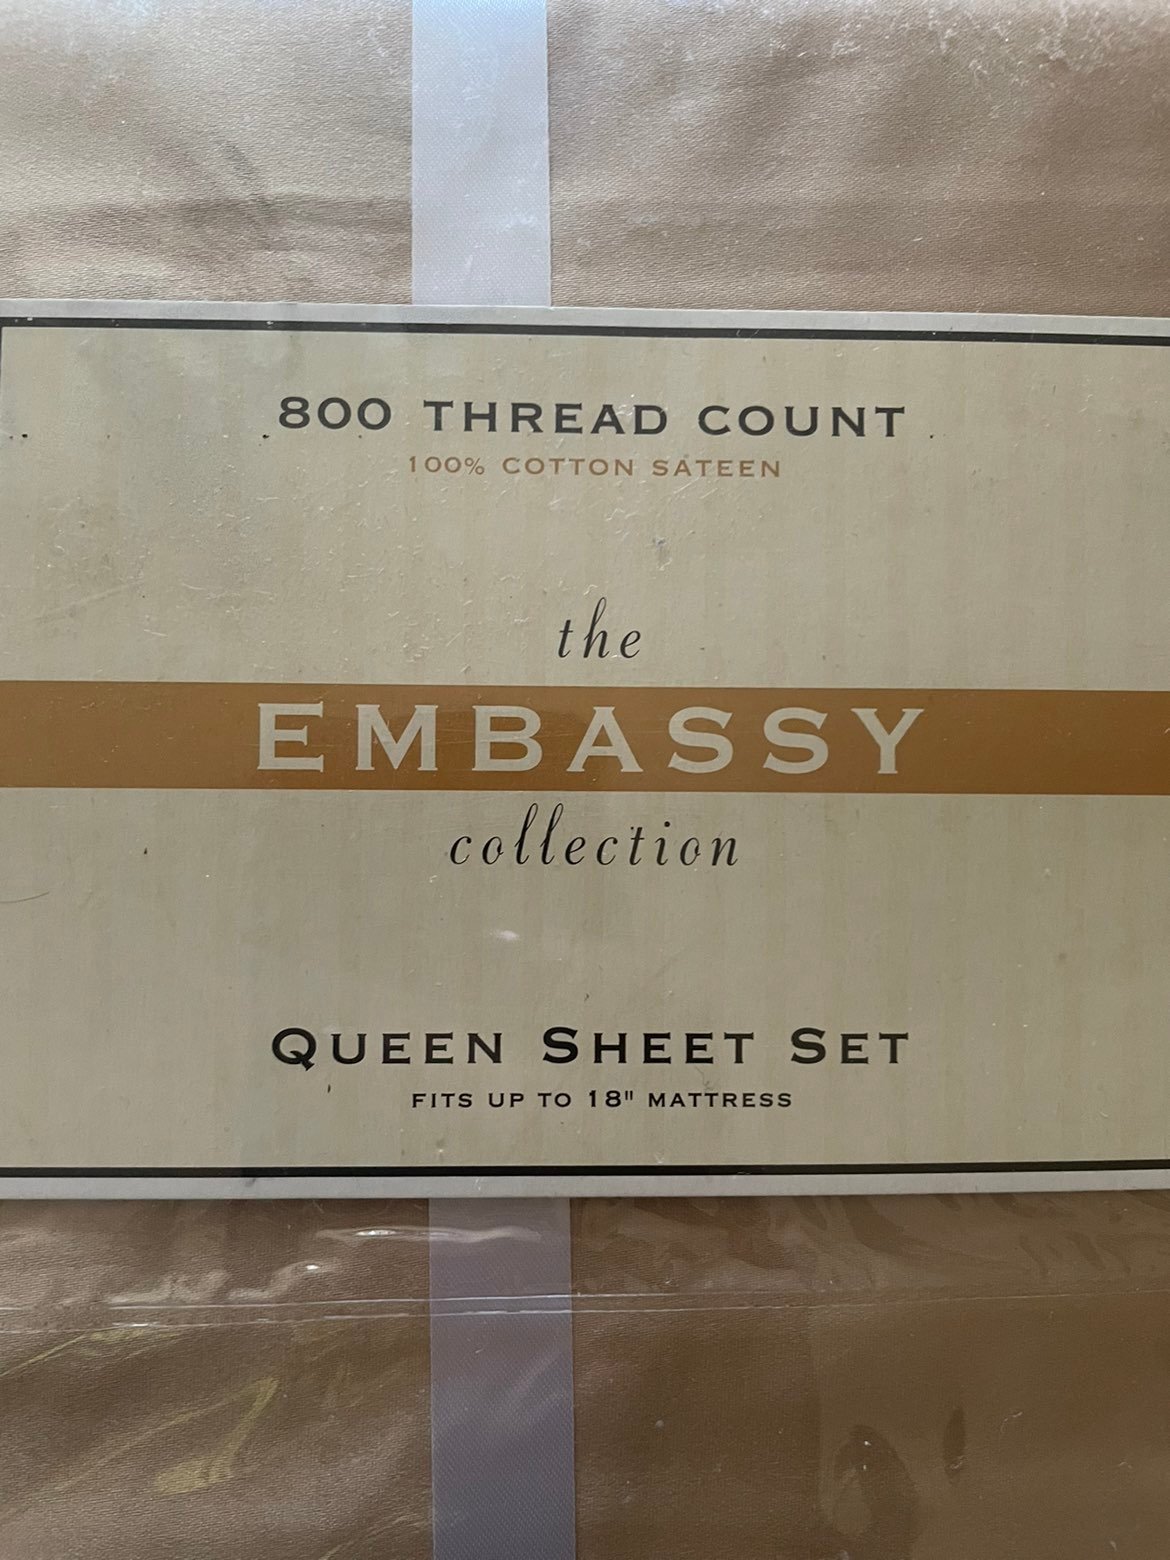 800 THREAD COUNT
100% COTTON SATEEN
the
EMBASSY
collection
QUEEN SHEET SET
FITS UP TO 18" MATTRESS